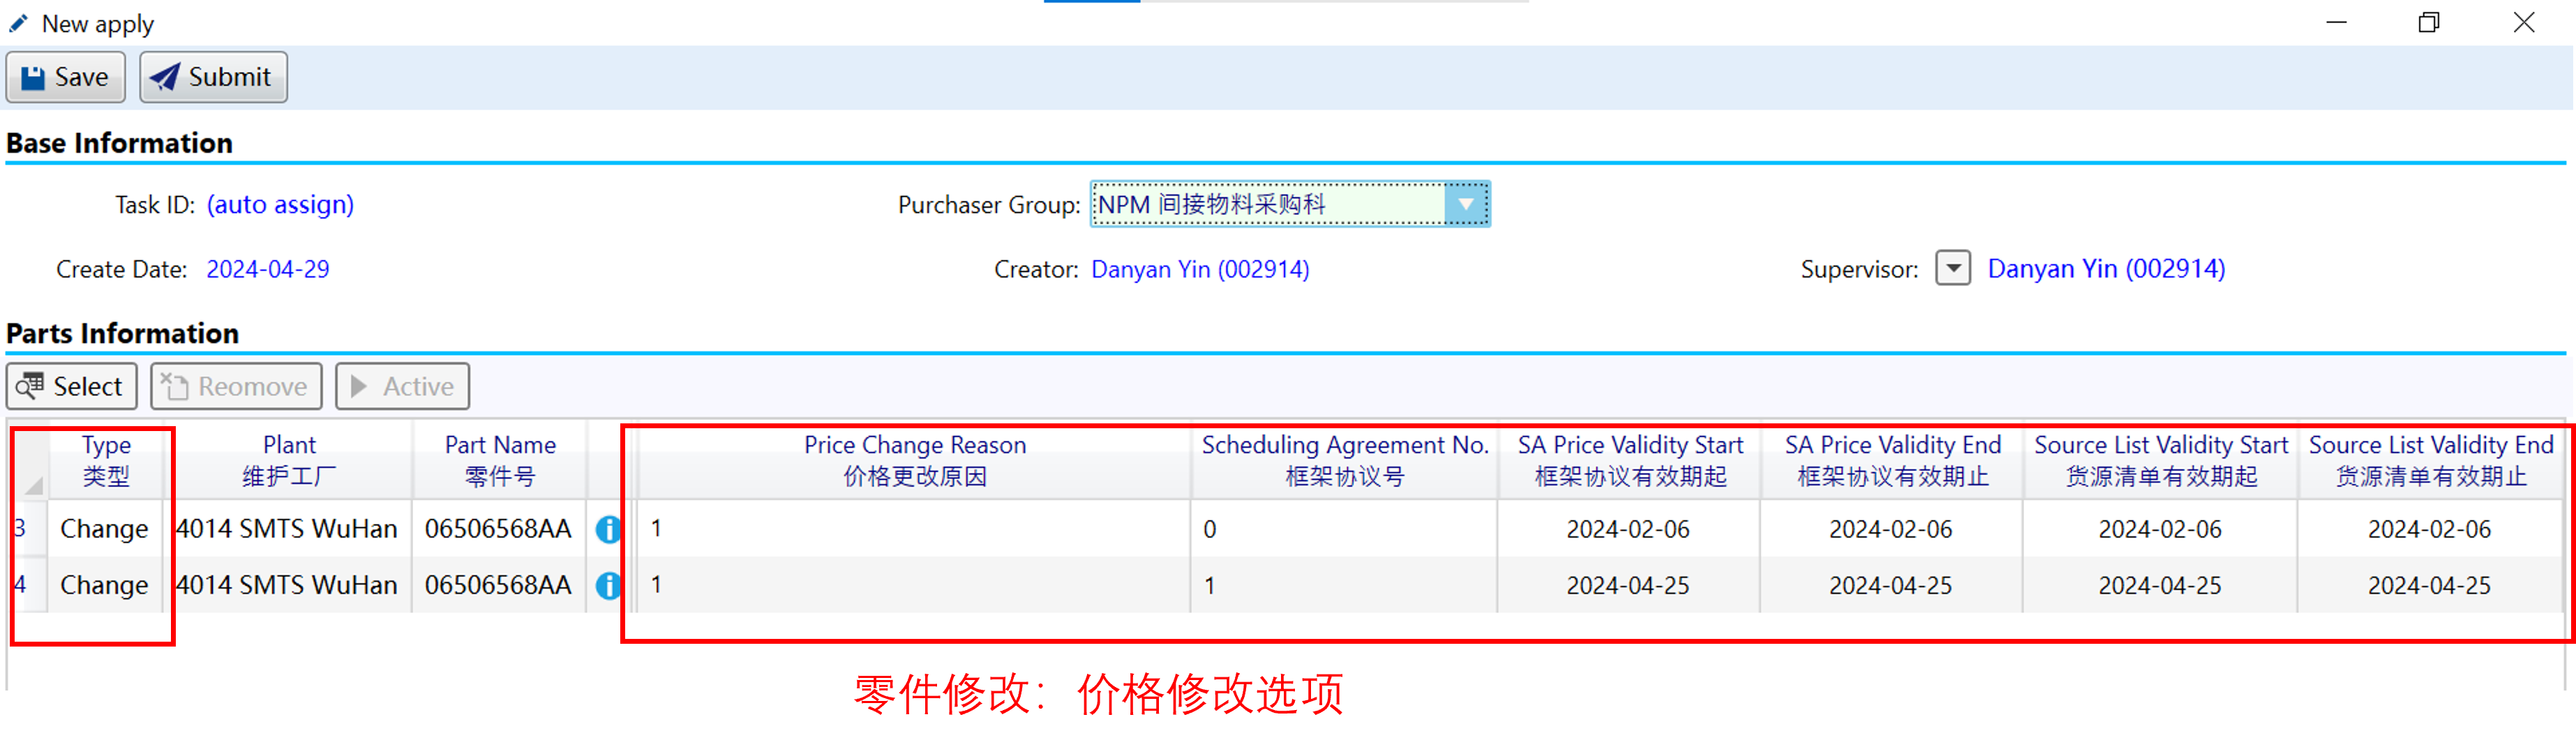 New apply
Save Submit
Base Information
Task ID: (auto assign) Purchaser Group: NPM 间接物料采购科
Create Date: 2024-04-29 Creator: Danyan Yin (002914) Supervisor: Danyan Yin (002914)
Parts Information
Select Reomove Active
Type Plant Part Name Price Change Reason Scheduling Agreement No. SA Price Validity Start SA Price Validity End Source List Validity Start Source List Validity End
类型 维护工厂 零件号 价格更改原因 框架协议号 框架协议有效期起 框架协议有效期止 货源清单有效期起 货源清单有效期止
3 Change 4014 SMTS WuHan 06506568AA 1 0 2024-02-06 2024-02-06 2024-02-06 2024-02-06
4 Change 4014 SMTS WuHan 06506568AA 1 1 2024-04-25 2024-04-25 2024-04-25 2024-04-25
零件修改：价格修改选项